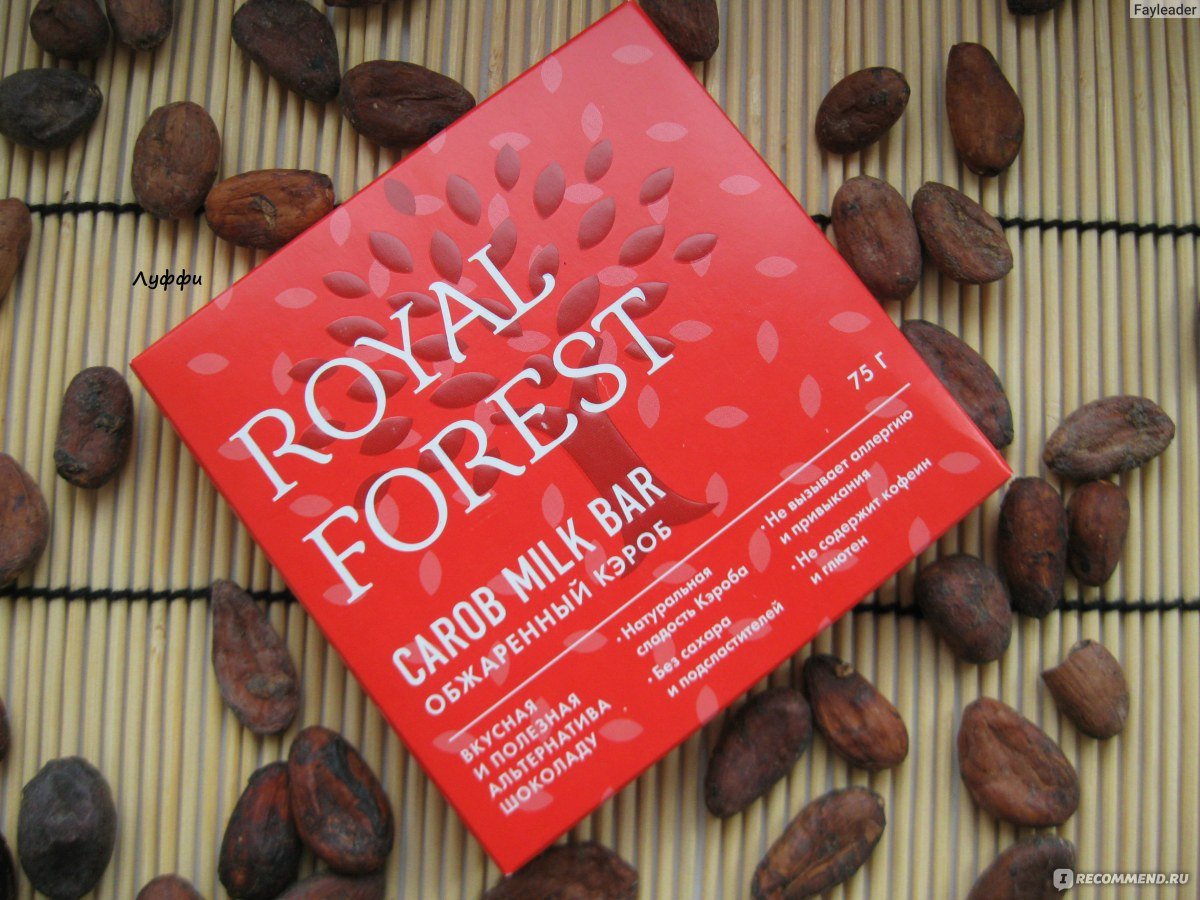 Fayleader
Луффи
ROYAL
FOREST
75 Г
CAROB MILK BAR
ОБЖАРЕННЫЙ КЭРОБ
ВКУСНАЯ
И ПОЛЕЗНАЯ
АЛЬТЕРНАТИВА
ШОКОЛАДУ
· Натуральная
сладость Кэроба
· Без сахара
и подсластителей
· Не вызывает аллергию
и привыкания
· Не содержит кофеин
и глютен
IRECOMMEND.RU